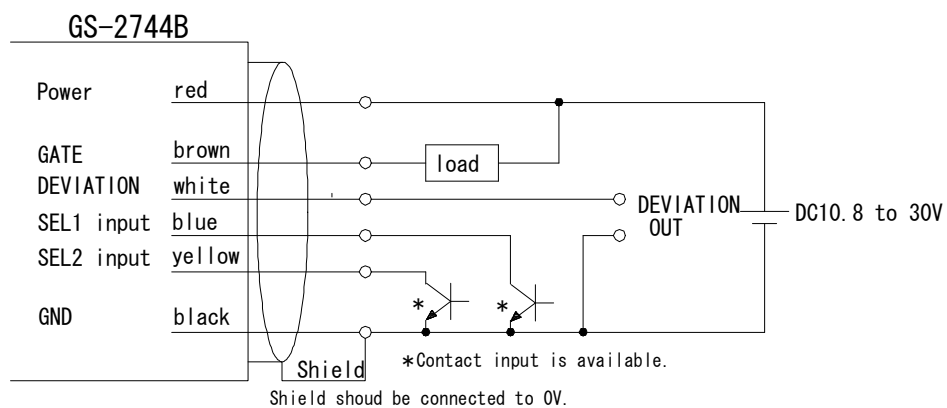 GS-2744B
Power red
GATE brown
load
DEVIATION white
DEVIATION OUT
DC10.8 to 30V
SEL1 input blue
SEL2 input yellow
* *
GND black
Shield
*Contact input is available.
Shield shoud be connected to 0V.